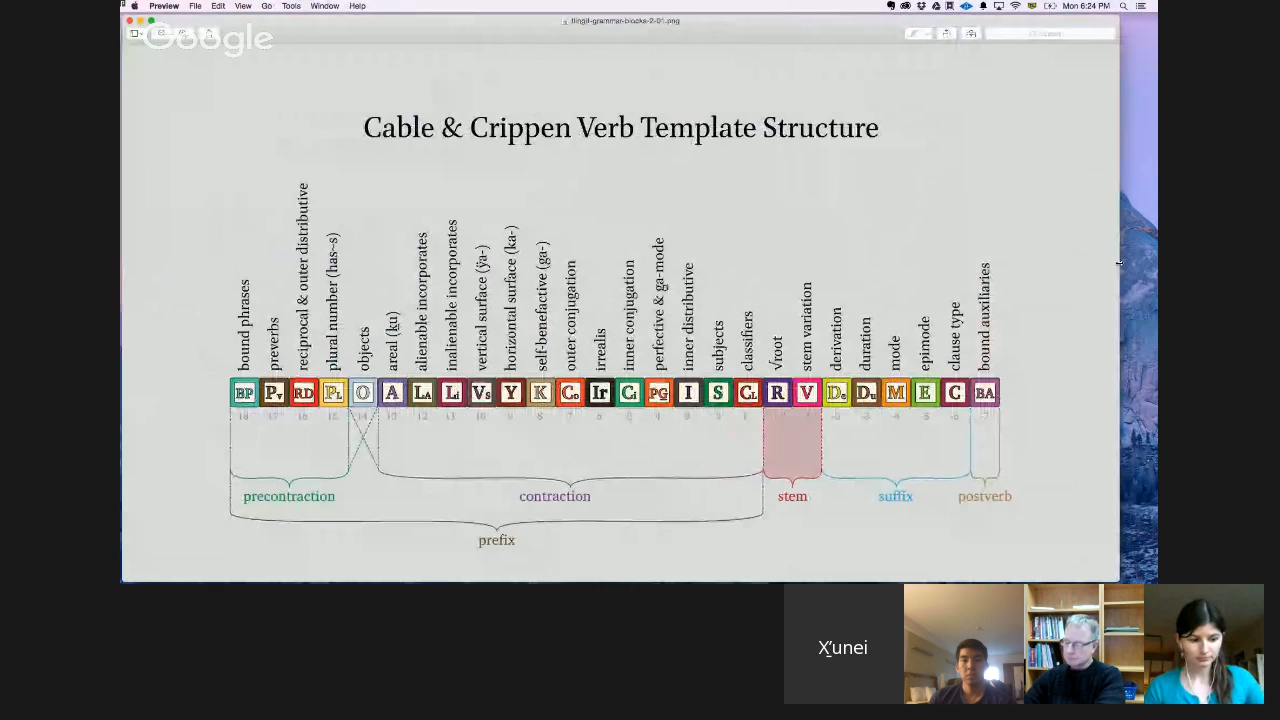 Preview File Edit View Go Tools Window Help
Mon 6:24 PM
tlingit-grammar-blocks-2-01.png
Google
Cable & Crippen Verb Template Structure
bound phrases
preverbs
reciprocal & outer distributive
plural number (has~s)
objects
areal (ḵu)
alienable incorporates
inalienable incorporates
vertical surface (ÿa-)
horizontal surface (ka-)
self-benefactive (ga-)
outer conjugation
irrealis
inner conjugation
perfective & ga-mode
inner distributive
subjects
classifiers
√root
stem variation
derivation
duration
mode
epimode
clause type
bound auxiliaries
BP Pv RD PL O A LA Li Vs Y K Co Ir Ci PG I S CL R V De Du M E C BA
precontraction contraction stem suffix postverb
prefix
X̱ʼunei